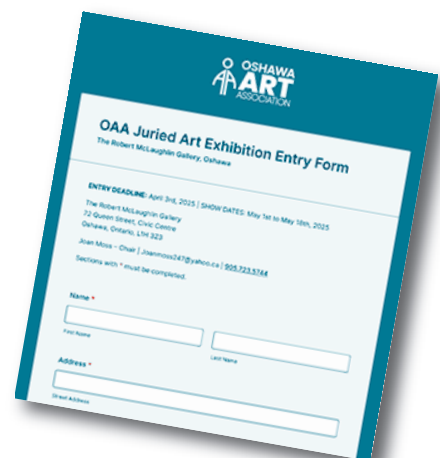 OSHAWA
ART
ASSOCIATION
OAA Juried Art Exhibition Entry Form
The Robert McLaughlin Gallery, Oshawa
ENTRY DEADLINE: April 3rd, 2025 | SHOW DATES: May 1st to May 18th, 2025
The Robert McLaughlin Gallery
72 Queen Street, Civic Centre
Oshawa, Ontario, L1H 3Z3
Joan Moss - Chair | Joanmoss247@yahoo.ca | 905.723.5744
Sections with * must be completed.
Name *
First Name
Last Name
Address *
Street Address